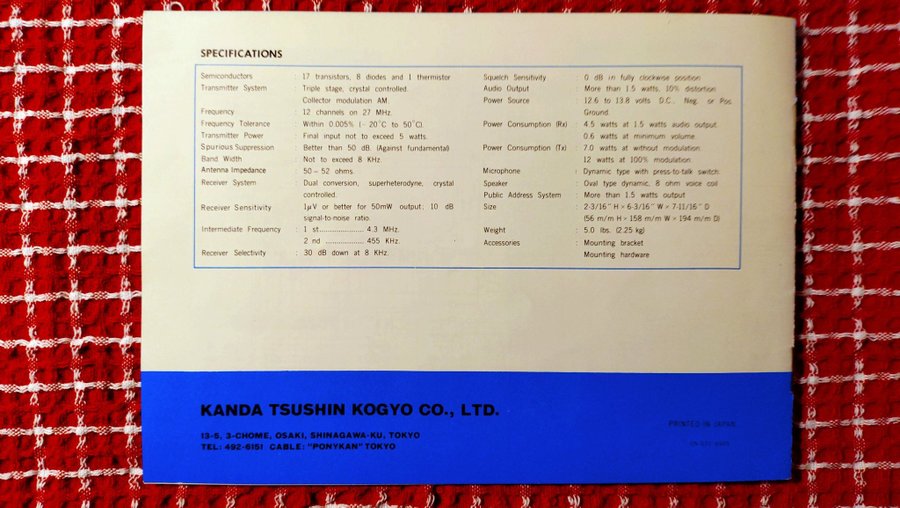 SPECIFICATIONS
Semiconductors : 17 transistors, 8 diodes and 1 thermistor
Transmitter System : Triple stage, crystal controlled.
Collector modulation AM.
Frequency : 12 channels on 27 MHz.
Frequency Tolerance : Within 0.005% (- 20°C to 50°C).
Transmitter Power : Final input not to exceed 5 watts.
Spurious Suppression : Better than 50 dB. (Against fundamental)
Band Width : Not to exceed 8 KHz.
Antenna Impedance : 50 – 52 ohms.
Receiver System : Dual conversion, superheterodyne, crystal
controlled.
Receiver Sensitivity : 1μV or better for 50mW output: 10 dB
signal-to-noise ratio.
Intermediate Frequency : 1 st..................... 4.3 MHz.
2 nd .................. 455 KHz.
Receiver Selectivity : 30 dB down at 8 KHz.
Squelch Sensitivity : 0 dB in fully clockwise position
Audio Output : More than 1.5 watts, 10% distortion
Power Source : 12.6 to 13.8 volts D.C., Neg. or Pos
Ground.
Power Consumption (Rx) : 4.5 watts at 1.5 watts audio output.
0.6 watts at minimum volume.
Power Consumption (Tx) : 7.0 watts at without modulation.
12 watts at 100% modulation.
Microphone : Dynamic type with press-to-talk switch.
Speaker : Oval type dynamic, 8 ohm voice coil
Public Address System : More than 1.5 watts output
Size : 2-3/16" H × 6-3/16" W × 7-11/16" D
(56 m/m H × 158 m/m W × 194 m/m D)
Weight : 5.0 lbs. (2.25 kg)
Accessories : Mounting bracket
Mounting hardware
KANDA TSUSHIN KOGYO CO., LTD.
13-5, 3-CHOME, OSAKI, SHINAGAWA-KU, TOKYO
TEL: 492-6151 CABLE: "PONYKAN" TOKYO
PRINTED IN JAPAN